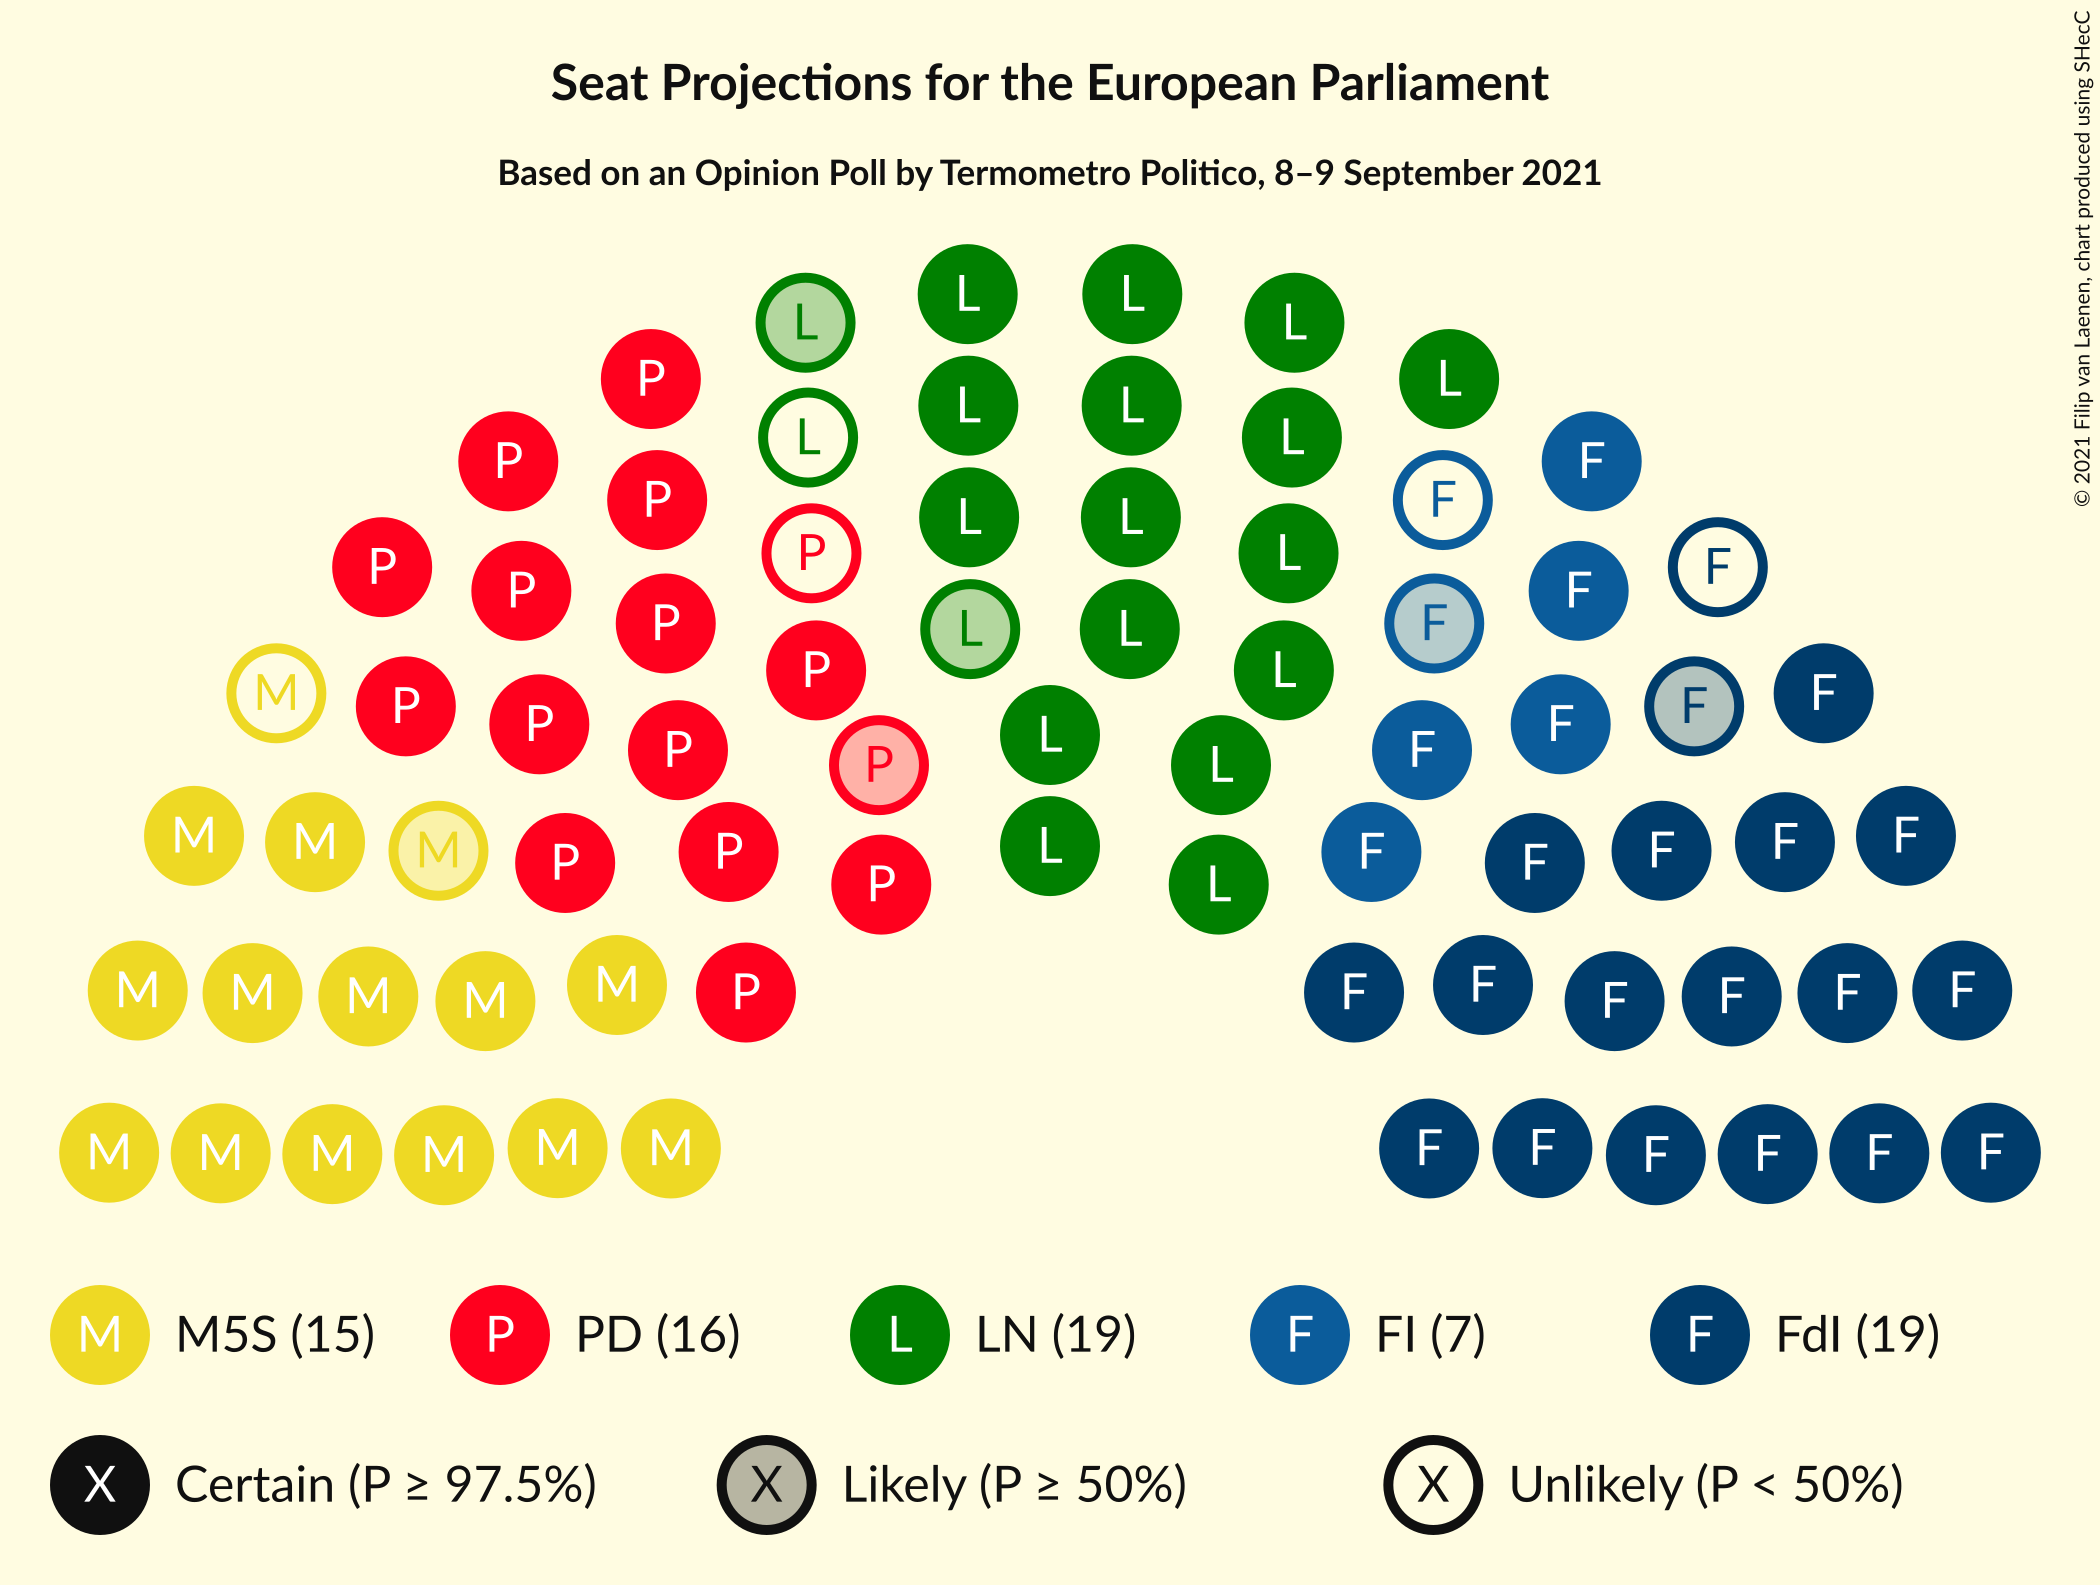 Seat Projections for the European Parliament
Based on an Opinion Poll by Termometro Politico, 8–9 September 2021
© 2021 Filip van Laenen, chart produced using SHecC
L L
L L
P L
L L
L L
P F
P F
L P F
L L
P F F
P L
P F
P L L
P L
M F
P F F
P P F F
L
P L
M F
M F
L
M P P F F F
P L
M M M M M P F F F F F F
M M M M M M F F F F F F
M M5S (15) P PD (16) L LN (19) F FI (7) F FdI (19)
X Certain (P ≥ 97.5%) X Likely (P ≥ 50%) X Unlikely (P < 50%)